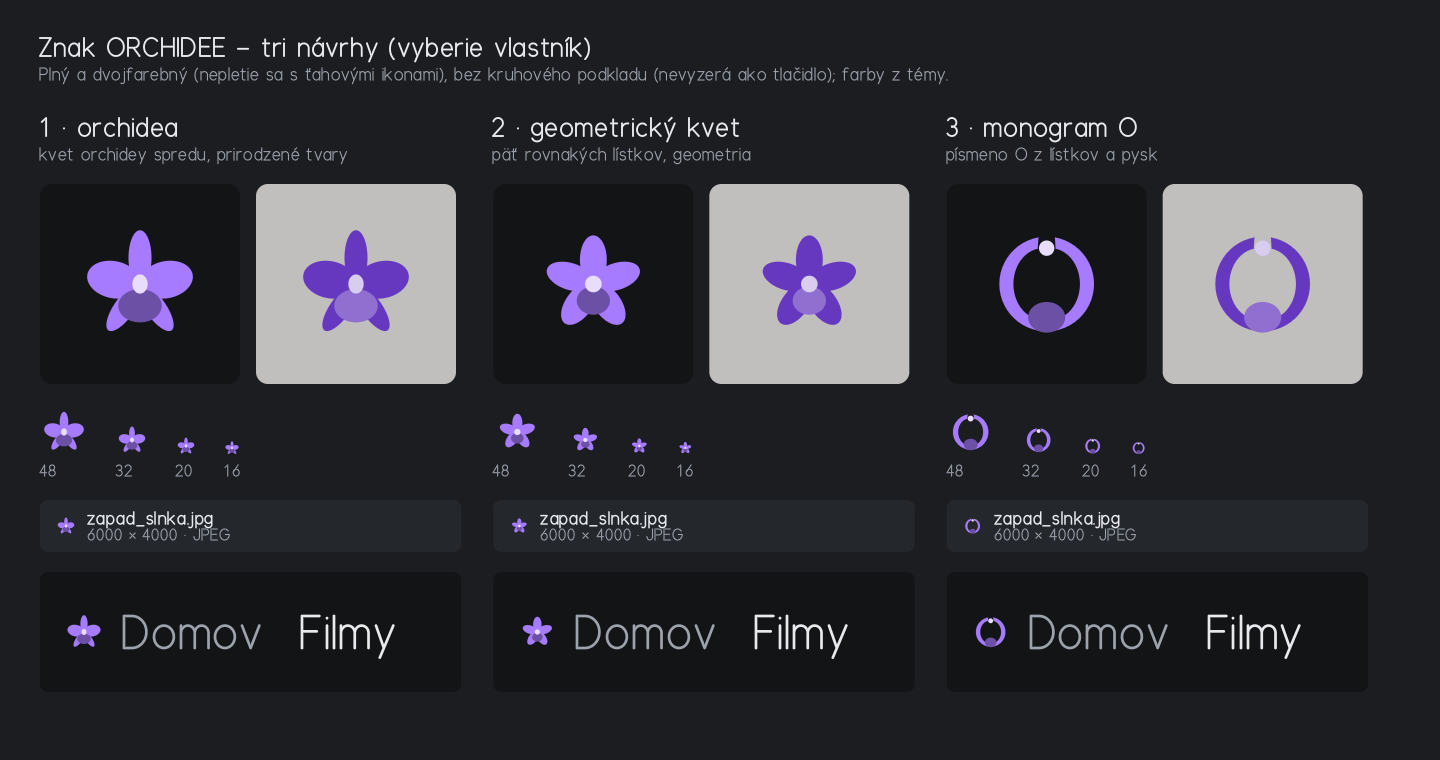 Znak ORCHIDEE – tri návrhy (vyberie vlastník)
Plný a dvojfarebný (nepletie sa s ťahovými ikonami), bez kruhového podkladu (nevyzerá ako tlačidlo); farby z témy.
1 · orchidea
kvet orchidey spredu, prirodzené tvary
48 32 20 16
zapad_slnka.jpg
6000 × 4000 · JPEG
Domov Filmy
2 · geometrický kvet
päť rovnakých lístkov, geometria
48 32 20 16
zapad_slnka.jpg
6000 × 4000 · JPEG
Domov Filmy
3 · monogram O
písmeno O z lístkov a pysk
48 32 20 16
zapad_slnka.jpg
6000 × 4000 · JPEG
Domov Filmy